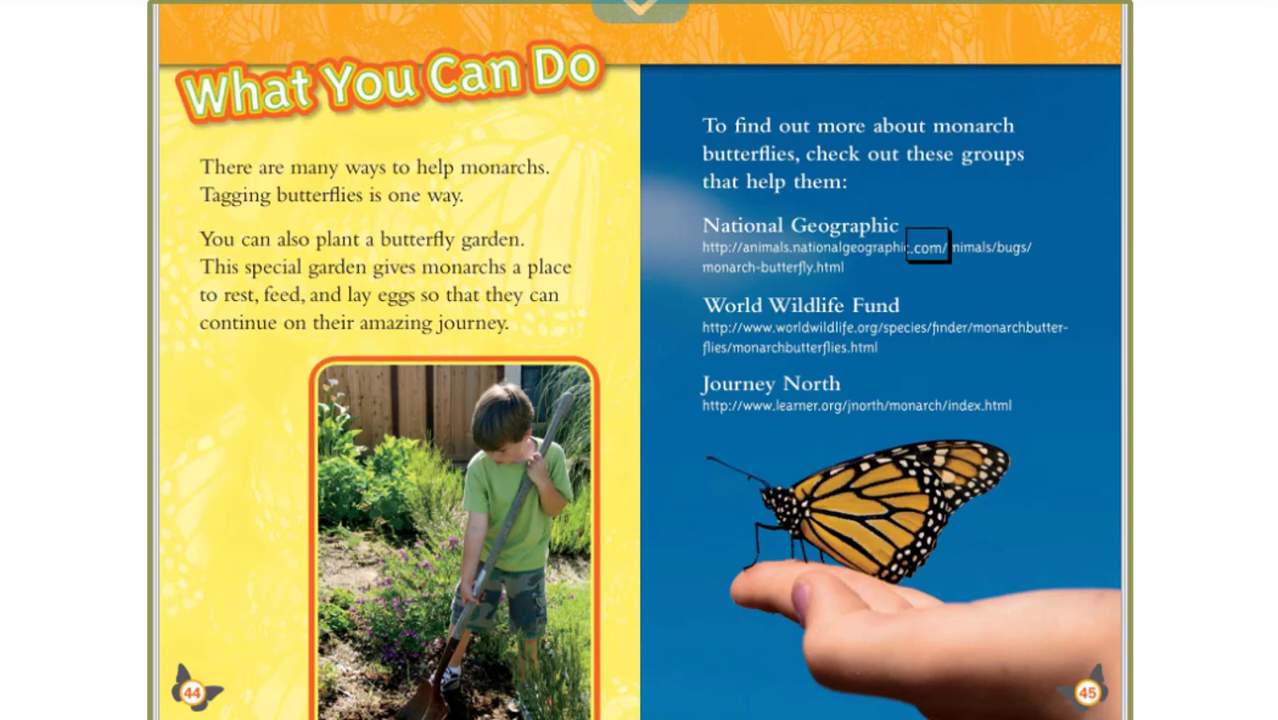 What You Can Do
There are many ways to help monarchs.
Tagging butterflies is one way.
You can also plant a butterfly garden.
This special garden gives monarchs a place
to rest, feed, and lay eggs so that they can
continue on their amazing journey.
44
To find out more about monarch
butterflies, check out these groups
that help them:
National Geographic
http://animals.nationalgeographic.com/animals/bugs/
monarch-butterfly.html
World Wildlife Fund
http://www.worldwildlife.org/species/finder/monarchbutter-
flies/monarchbutterflies.html
Journey North
http://www.learner.org/jnorth/monarch/index.html
45